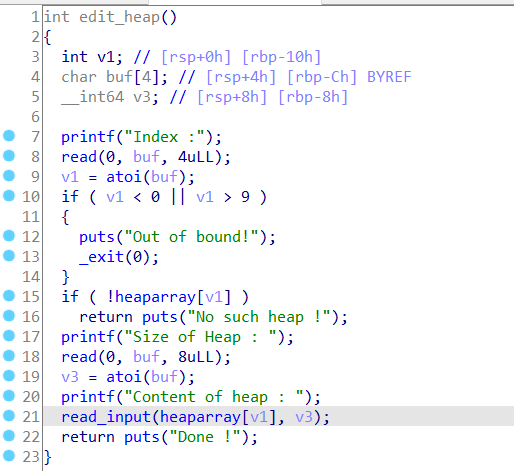 1 int edit_heap()
2 {
3   int v1; // [rsp+0h] [rbp-10h]
4   char buf[4]; // [rsp+4h] [rbp-Ch] BYREF
5   __int64 v3; // [rsp+8h] [rbp-8h]
6
7   printf("Index :");
8   read(0, buf, 4uLL);
9   v1 = atoi(buf);
10   if ( v1 < 0 || v1 > 9 )
11   {
12     puts("Out of bound!");
13     _exit(0);
14   }
15   if ( !heaparray[v1] )
16     return puts("No such heap !");
17   printf("Size of Heap : ");
18   read(0, buf, 8uLL);
19   v3 = atoi(buf);
20   printf("Content of heap : ");
21   read_input(heaparray[v1], v3);
22   return puts("Done !");
23 }